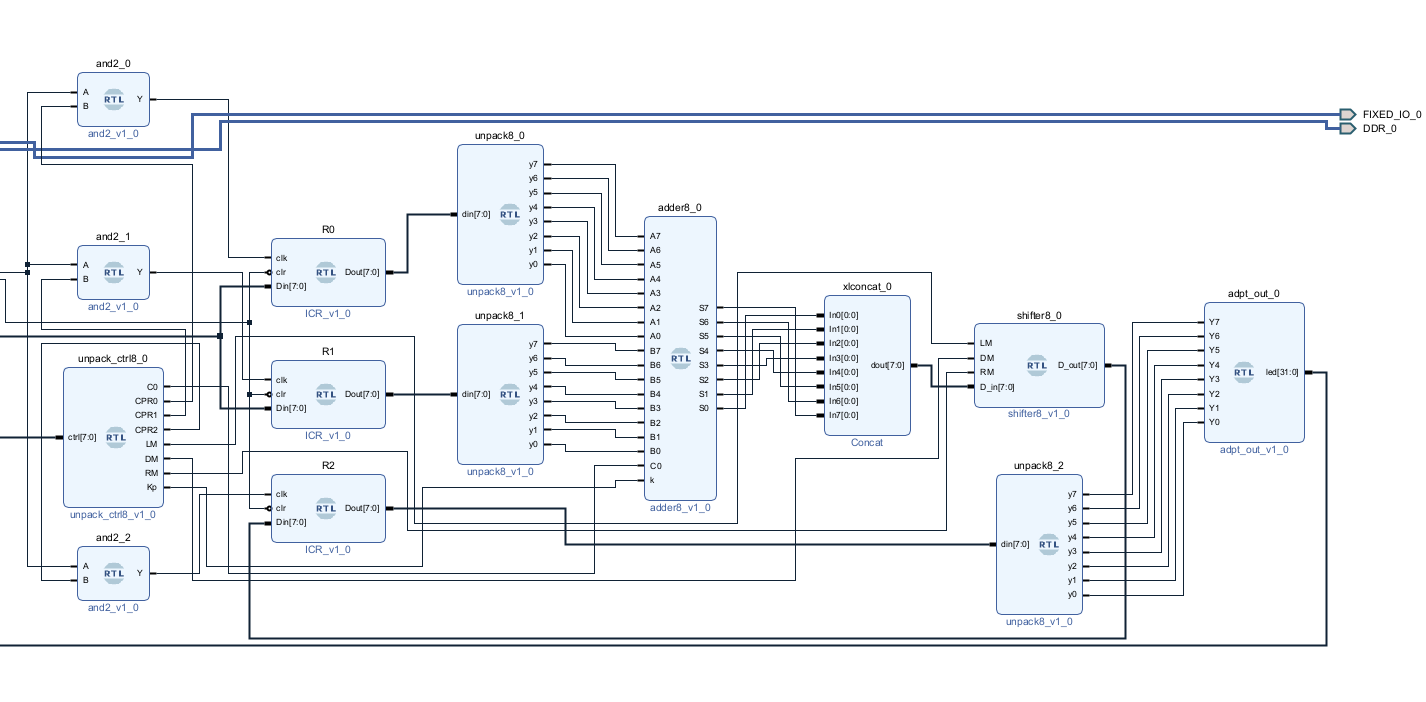 and2_0
A
B
RTL
Y
and2_v1_0
FIXED_IO_0
DDR_0
and2_1
A
B
RTL
Y
and2_v1_0
unpack_ctrl8_0
ctrl[7:0]
RTL
C0
CPR0
CPR1
CPR2
LM
DM
RM
Kp
unpack_ctrl8_v1_0
and2_2
A
B
RTL
Y
and2_v1_0
R0
clk
clr
Din[7:0]
RTL
Dout[7:0]
ICR_v1_0
R1
clk
clr
Din[7:0]
RTL
Dout[7:0]
ICR_v1_0
R2
clk
clr
Din[7:0]
RTL
Dout[7:0]
ICR_v1_0
unpack8_0
din[7:0]
RTL
y7
y6
y5
y4
y3
y2
y1
y0
unpack8_v1_0
unpack8_1
din[7:0]
RTL
y7
y6
y5
y4
y3
y2
y1
y0
unpack8_v1_0
adder8_0
A7
A6
A5
A4
A3
A2
A1
A0
B7
B6
B5
B4
B3
B2
B1
B0
C0
k
RTL
S7
S6
S5
S4
S3
S2
S1
S0
adder8_v1_0
xlconcat_0
In0[0:0]
In1[0:0]
In2[0:0]
In3[0:0]
In4[0:0]
In5[0:0]
In6[0:0]
In7[0:0]
dout[7:0]
Concat
shifter8_0
LM
DM
RM
D_in[7:0]
RTL
D_out[7:0]
shifter8_v1_0
unpack8_2
din[7:0]
RTL
y7
y6
y5
y4
y3
y2
y1
y0
unpack8_v1_0
adpt_out_0
Y7
Y6
Y5
Y4
Y3
Y2
Y1
Y0
RTL
led[31:0]
adpt_out_v1_0